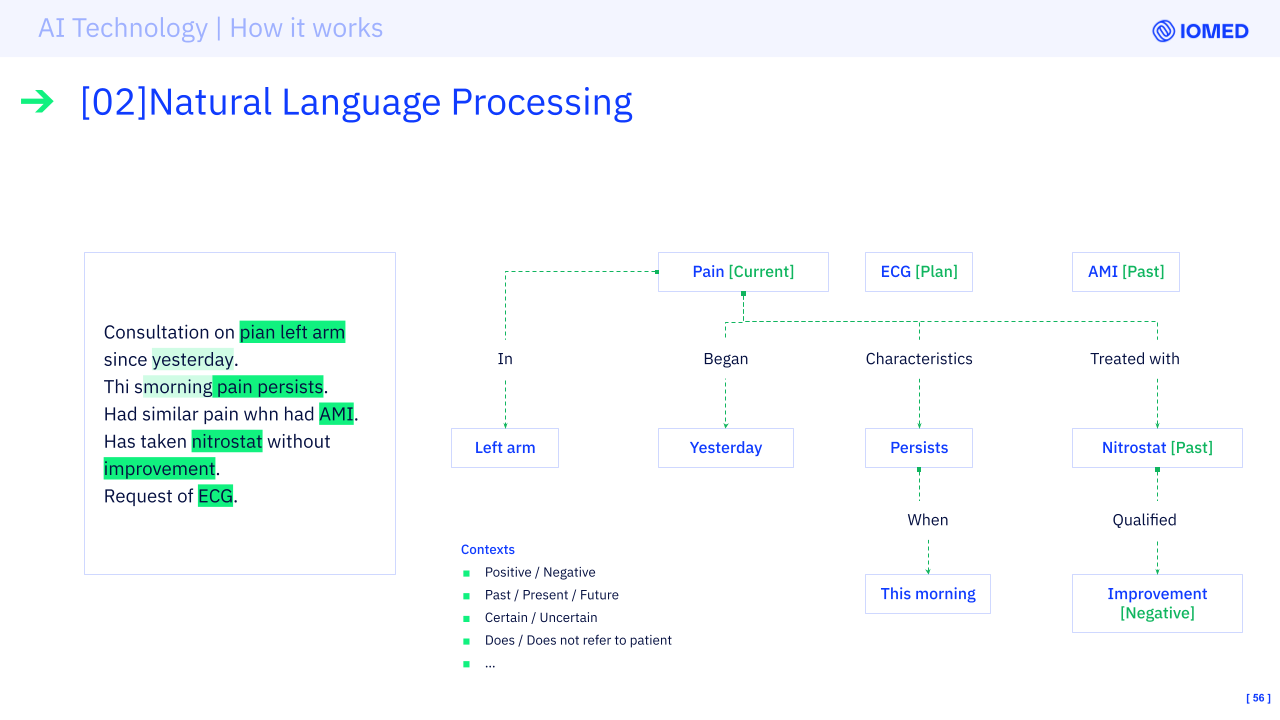 AI Technology | How it works
IOMED
[02]Natural Language Processing
Consultation on pian left arm
since yesterday.
Thi smorning pain persists.
Had similar pain whn had AMI.
Has taken nitrostat without
improvement.
Request of ECG.
Pain [Current]
ECG [Plan]
AMI [Past]
In
Began
Characteristics
Treated with
Left arm
Yesterday
Persists
Nitrostat [Past]
When
Qualified
This morning
Improvement
[Negative]
Contexts
Positive / Negative
Past / Present / Future
Certain / Uncertain
Does / Does not refer to patient
...
[ 56 ]